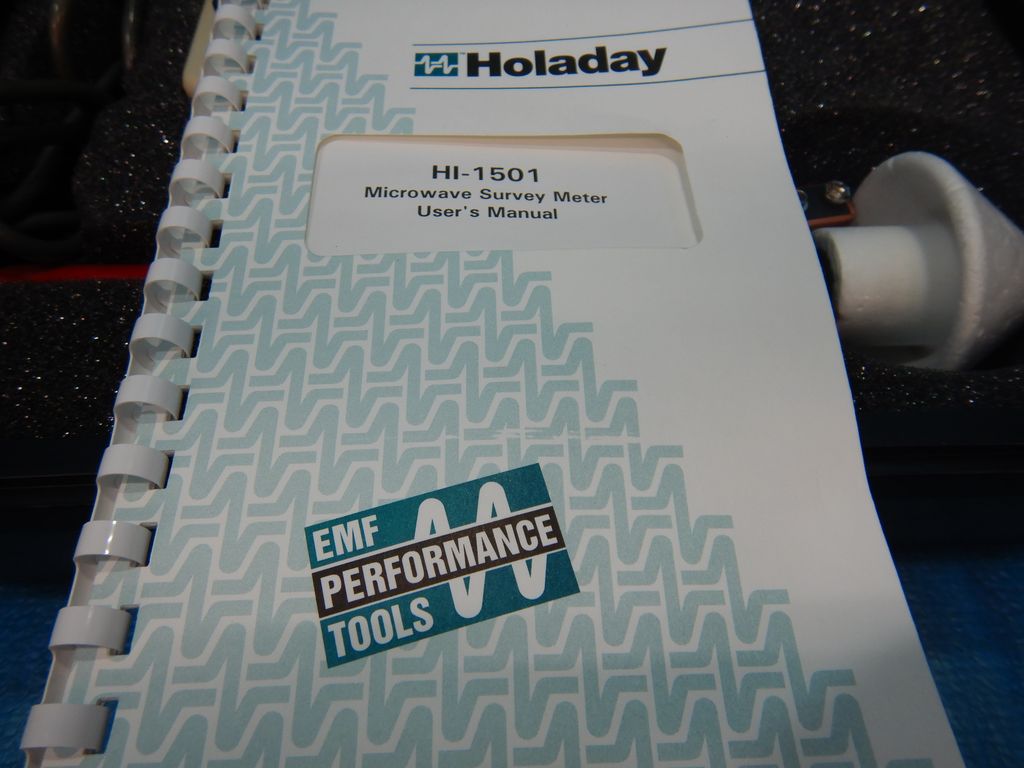 Holaday
HI-1501
Microwave Survey Meter
User's Manual
EMF
PERFORMANCE
TOOLS